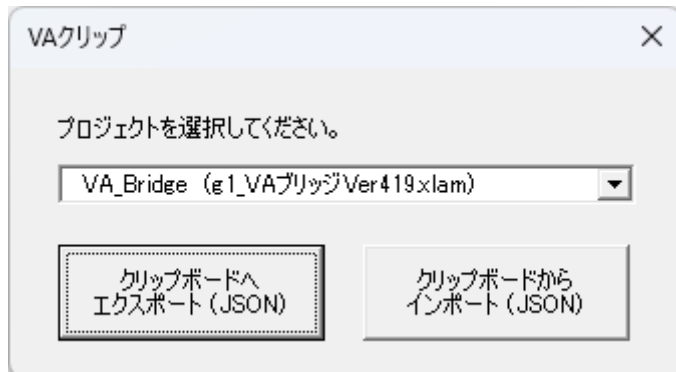 VAクリップ
プロジェクトを選択してください。
VA_Bridge (g1_VAブリッジVer419.xlam)
クリップボードへ
エクスポート(JSON)
クリップボードから
インポート(JSON)